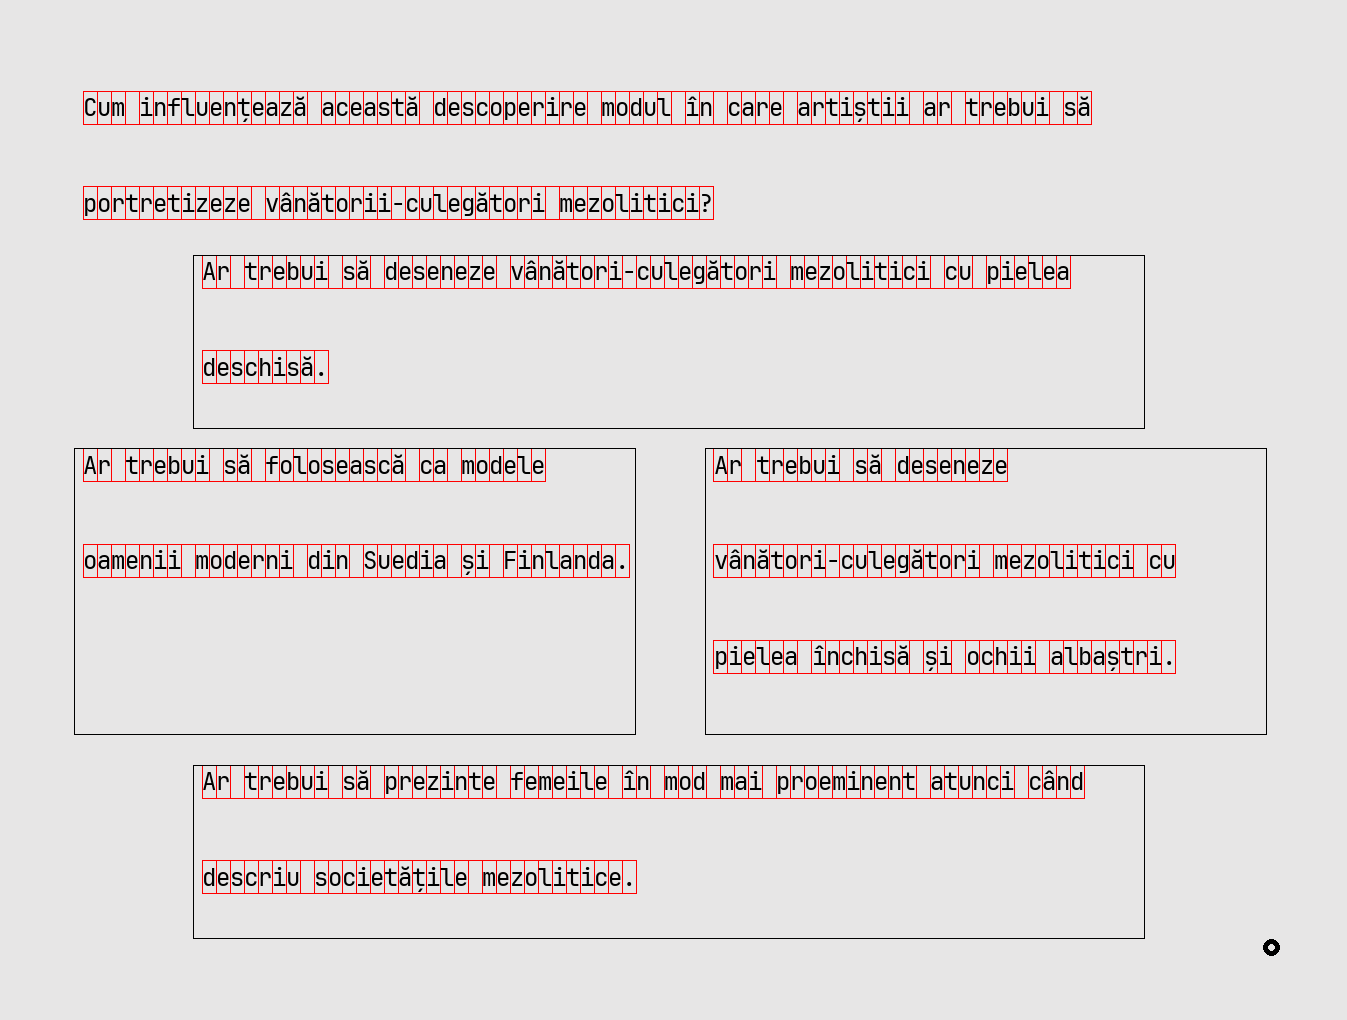 Cum influențează această descoperire modul în care artiștii ar trebui să
portretizeze vânătorii-culegători mezolitici?
Ar trebui să deseneze vânători-culegători mezolitici cu pielea
deschisă.
Ar trebui să folosească ca modele
oamenii moderni din Suedia și Finlanda.
Ar trebui să deseneze
vânători-culegători mezolitici cu
pielea închisă și ochii albaștri.
Ar trebui să prezinte femeile în mod mai proeminent atunci când
descriu societățile mezolitice.